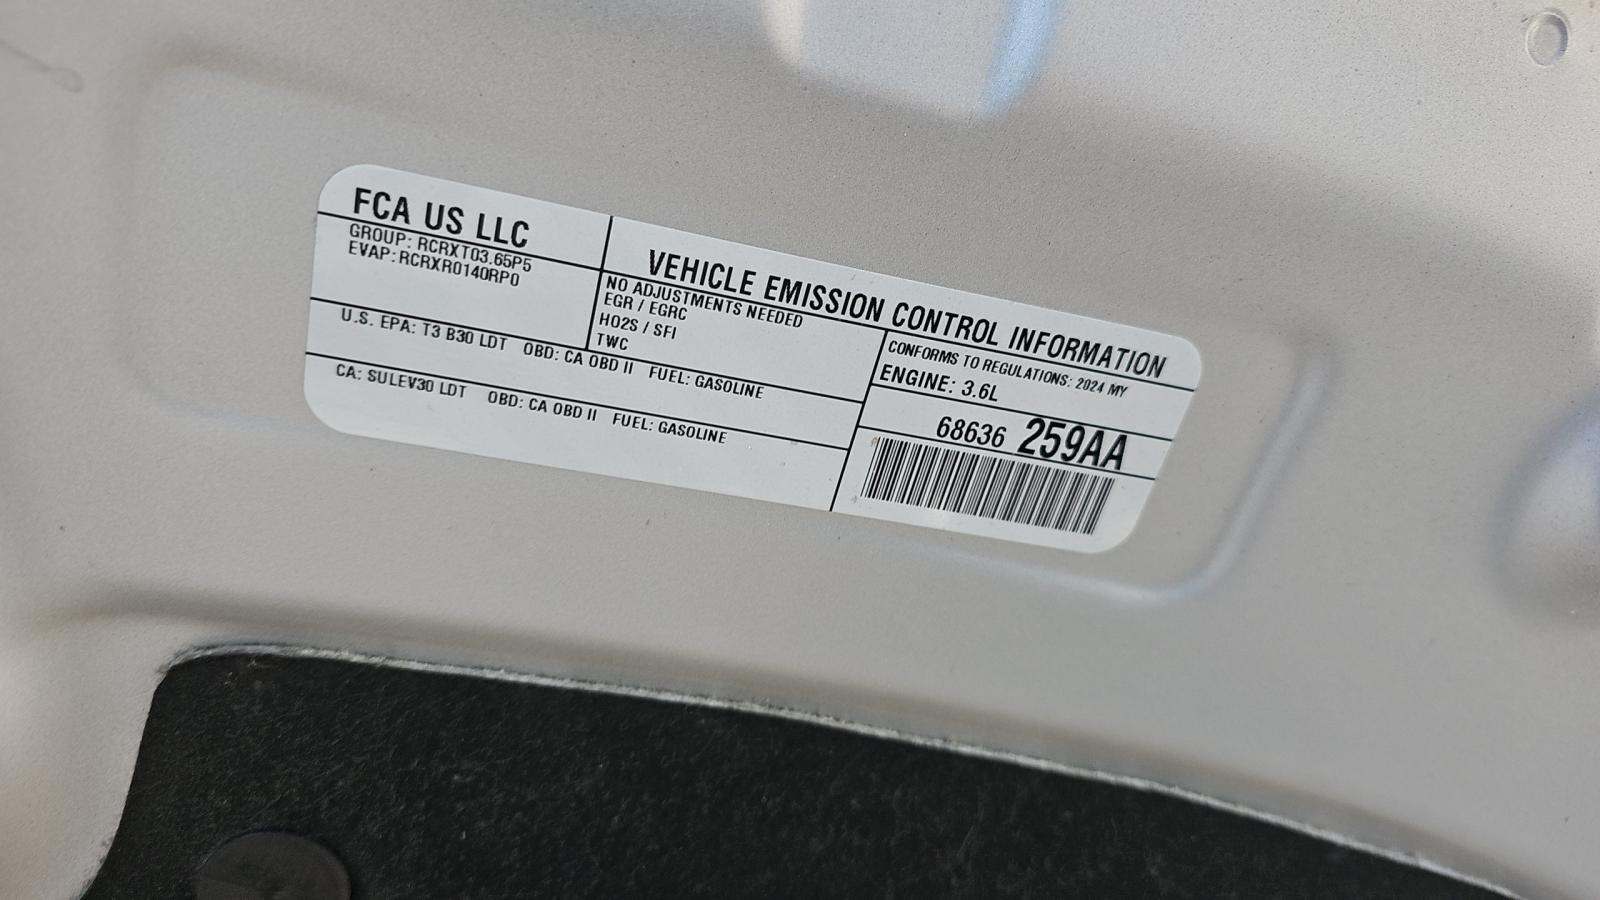 FCA US LLC
GROUP: RCRXT03.65P5
EVAP: RCRXR0140RP0
VEHICLE EMISSION CONTROL INFORMATION
NO ADJUSTMENTS NEEDED
EGR / EGRC
HO2S / SFI
TWC
CONFORMS TO REGULATIONS: 2024 MY
ENGINE: 3.6L
U.S. EPA: T3 B30 LDT OBD: CA OBD II FUEL: GASOLINE
CA: SULEV30 LDT OBD: CA OBD II FUEL: GASOLINE
68636 259AA